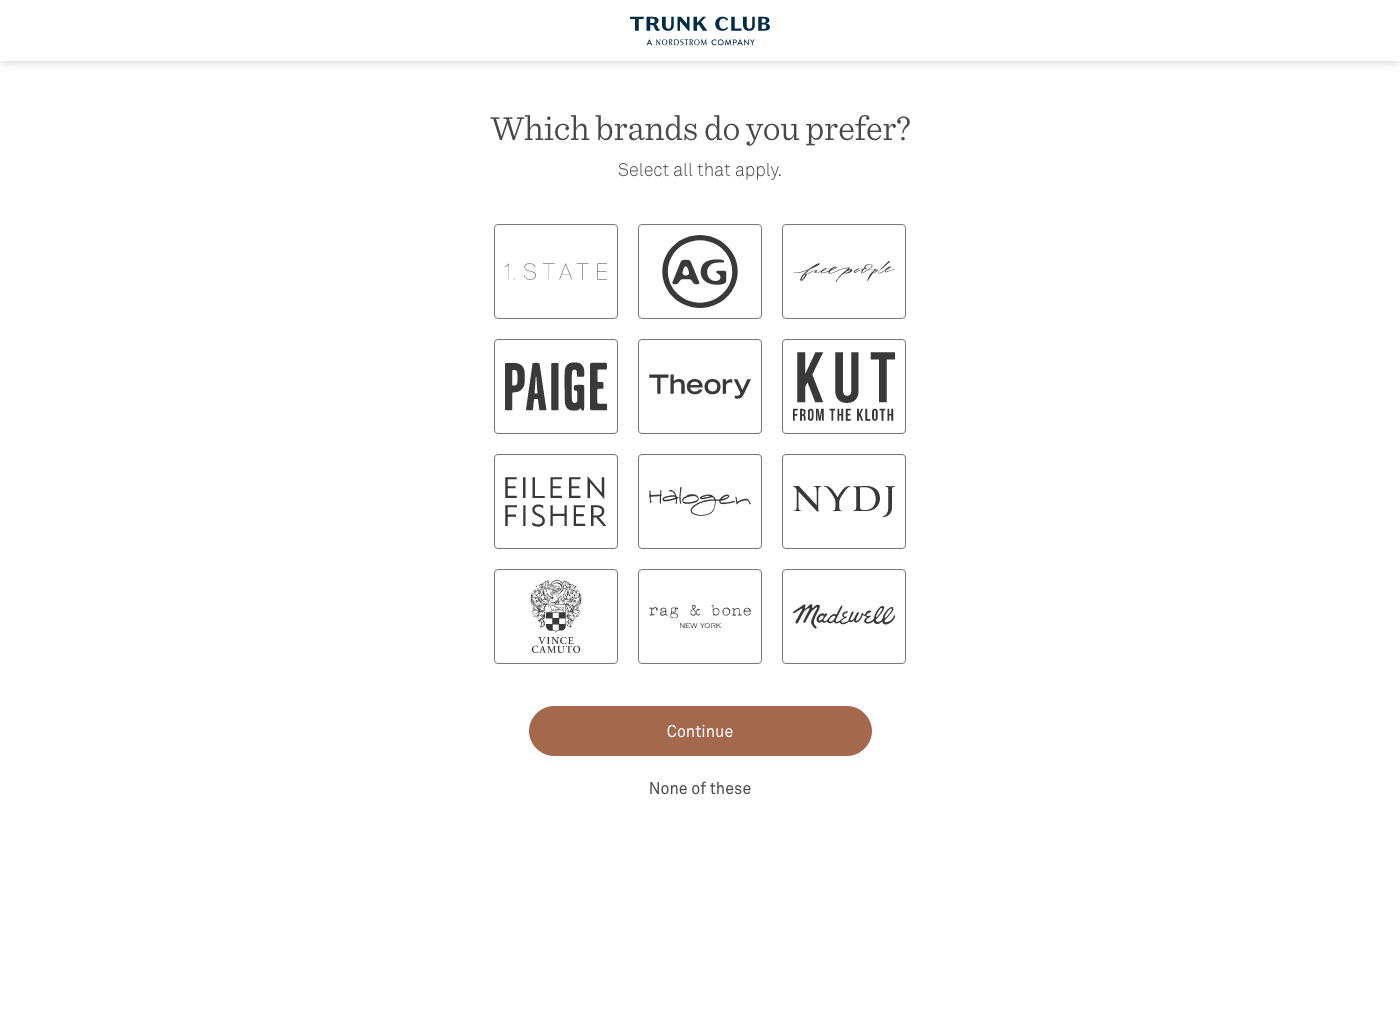 TRUNK CLUB
A NORDSTROM COMPANY
Which brands do you prefer?
Select all that apply.
1.STATE
AG
free people
PAIGE
Theory
KUT
FROM THE KLOTH
EILEEN
FISHER
Halogen
NYDJ
VINCE
CAMUTO
rag & bone
NEW YORK
Madewell
Continue
None of these